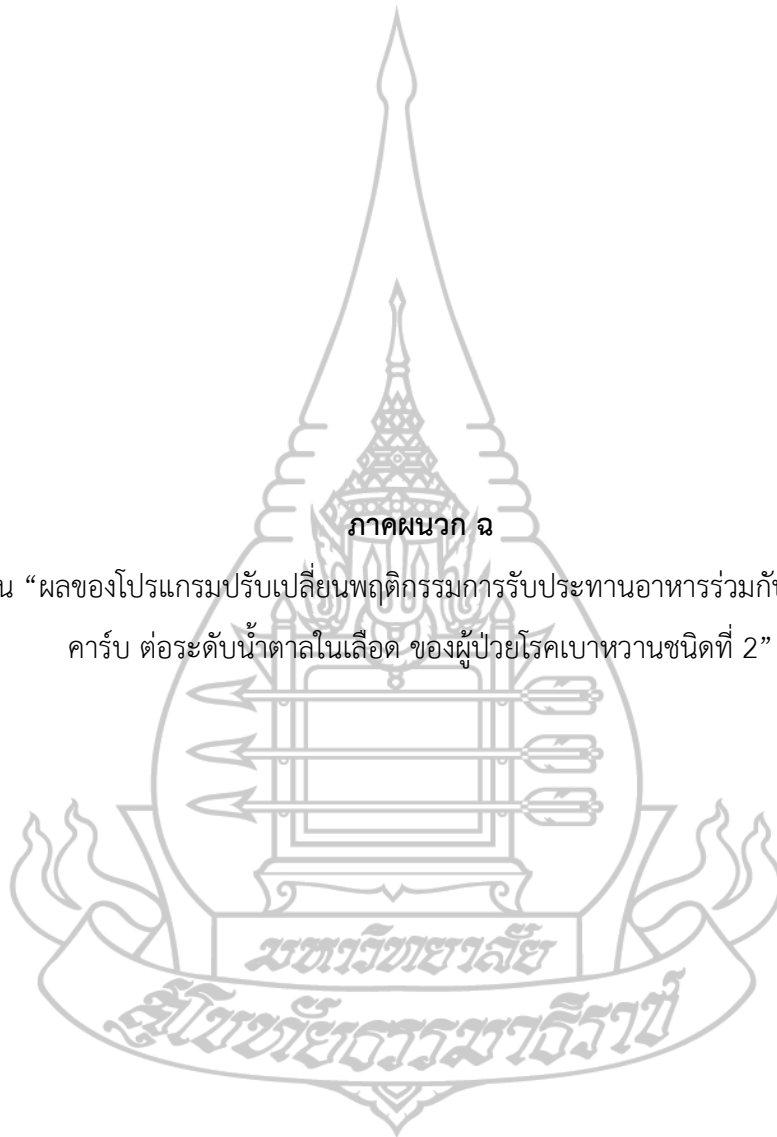 ภาคผนวก ฉ
น “ผลของโปรแกรมปรับเปลี่ยนพฤติกรรมการรับประทานอาหารร่วมกับ
คาร์บ ต่อระดับน้ำตาลในเลือด ของผู้ป่วยโรคเบาหวานชนิดที่ 2”
มหาวิทยาลัย
สุโขทัยธรรมาธิราช